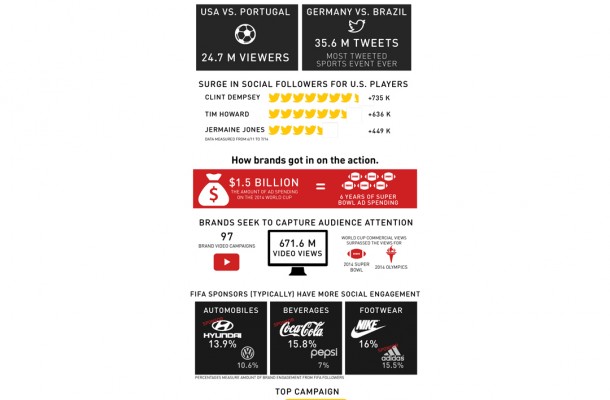 USA VS. PORTUGAL
24.7 M VIEWERS
GERMANY VS. BRAZIL
35.6 M TWEETS
MOST TWEETED
SPORTS EVENT EVER
SURGE IN SOCIAL FOLLOWERS FOR U.S. PLAYERS
CLINT DEMPSEY +735 K
TIM HOWARD +636 K
JERMAINE JONES +449 K
DATA MEASURED FROM 6/11 TO 7/14
How brands got in on the action.
$
$1.5 BILLION
THE AMOUNT OF AD SPENDING
ON THE 2014 WORLD CUP
=
6 YEARS OF SUPER
BOWL AD SPENDING
BRANDS SEEK TO CAPTURE AUDIENCE ATTENTION
97
BRAND VIDEO CAMPAIGNS
671.6 M
VIDEO VIEWS
WORLD CUP COMMERCIAL VIEWS
SURPASSED THE VIEWS FOR
2014 SUPER
BOWL
2014 OLYMPICS
FIFA SPONSORS (TYPICALLY) HAVE MORE SOCIAL ENGAGEMENT
AUTOMOBILES
HYUNDAI
13.9%
10.6%
BEVERAGES
Coca-Cola
15.8%
pepsi
7%
FOOTWEAR
NIKE
16%
adidas
15.5%
PERCENTAGES MEASURE AMOUNT OF BRAND ENGAGEMENT FROM FIFA FOLLOWERS
TOP CAMPAIGN